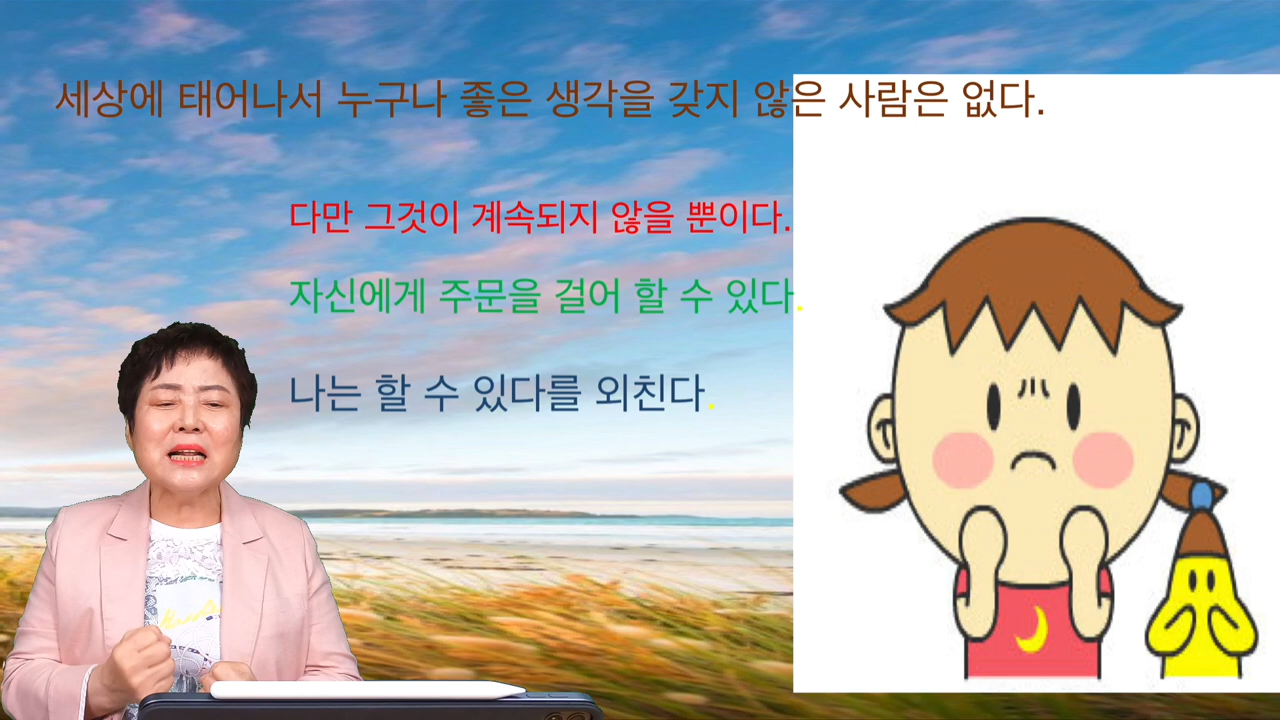 세상에 태어나서 누구나 좋은 생각을 갖지 않은 사람은 없다.
다만 그것이 계속되지 않을 뿐이다.
자신에게 주문을 걸어 할 수 있다.
나는 할 수 있다를 외친다.